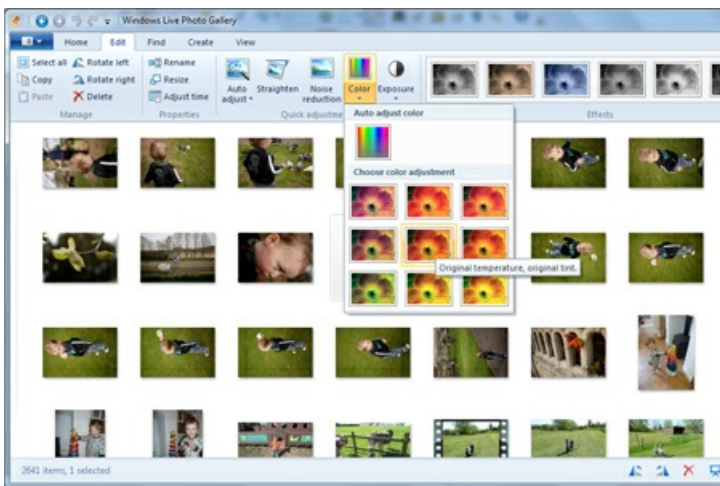 Windows Live Photo Gallery
Home Edit Find Create View
Select all Rotate left Rename
Copy Rotate right Resize
Paste Delete Adjust time
Auto adjust Straighten Noise reduction Color Exposure
Manage Properties Quick adjustme Effects
Auto adjust color
Choose color adjustment
Original temperature, original tint.
2641 items, 1 selected